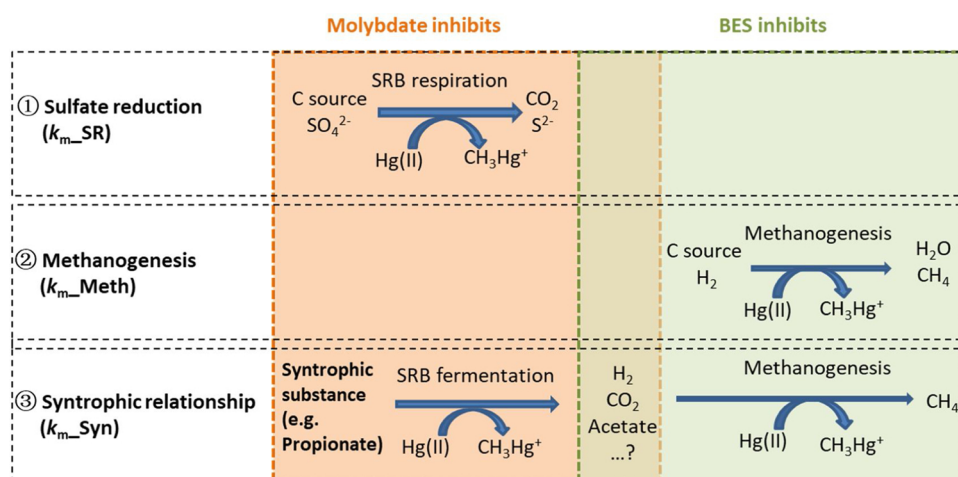 Molybdate inhibits
BES inhibits
① Sulfate reduction
(kₘ_SR)
SRB respiration
C source
SO₄²⁻
CO₂
S²⁻
Hg(II)
CH₃Hg⁺
② Methanogenesis
(kₘ_Meth)
Methanogenesis
C source
H₂
H₂O
CH₄
Hg(II)
CH₃Hg⁺
③ Syntrophic relationship
(kₘ_Syn)
Syntrophic
substance
(e.g.
Propionate)
SRB fermentation
Hg(II)
CH₃Hg⁺
H₂
CO₂
Acetate
...?
Methanogenesis
Hg(II)
CH₃Hg⁺
CH₄